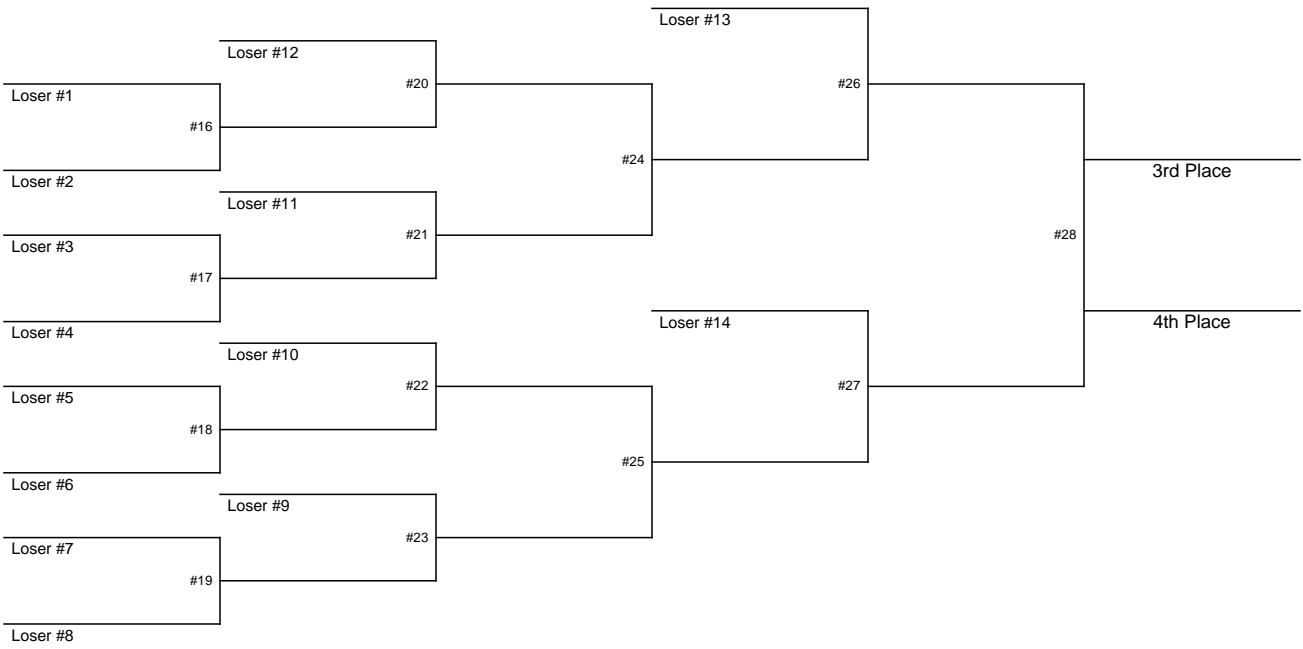 Loser #13
Loser #12
#20
#26
Loser #1
#16
#24
3rd Place
Loser #2
Loser #11
#21
#28
Loser #3
#17
Loser #14
4th Place
Loser #4
Loser #10
#22
#27
Loser #5
#18
#25
Loser #6
Loser #9
#23
Loser #7
#19
Loser #8